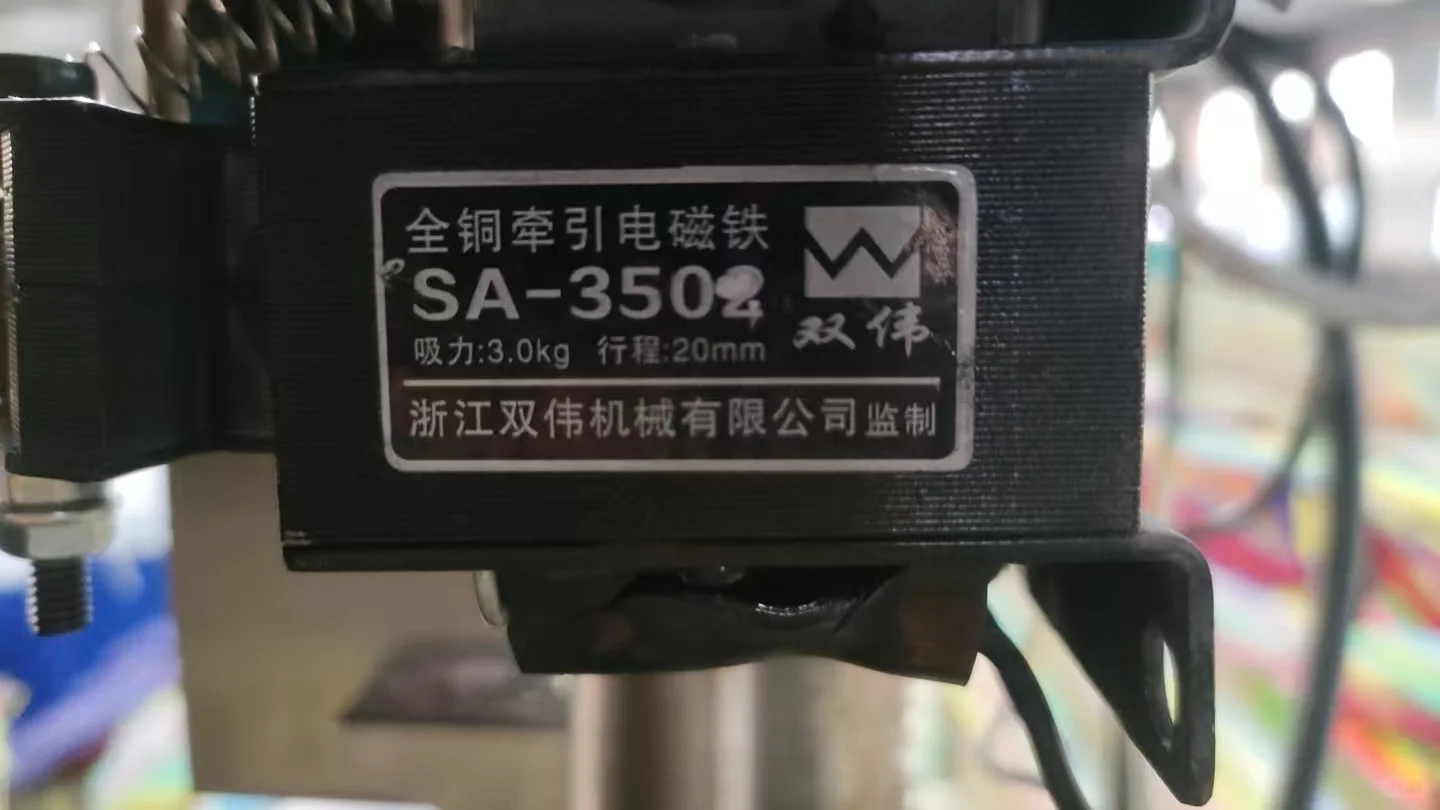 全铜牵引电磁铁
SA-3502
吸力:3.0kg 行程:20mm
双伟
浙江双伟机械有限公司监制